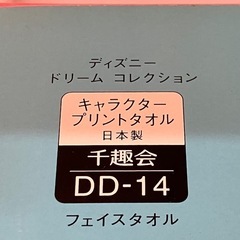 ディズニー
ドリーム コレクション
キャラクター
プリントタオル
日本製
千趣会
DD-14
フェイスタオル